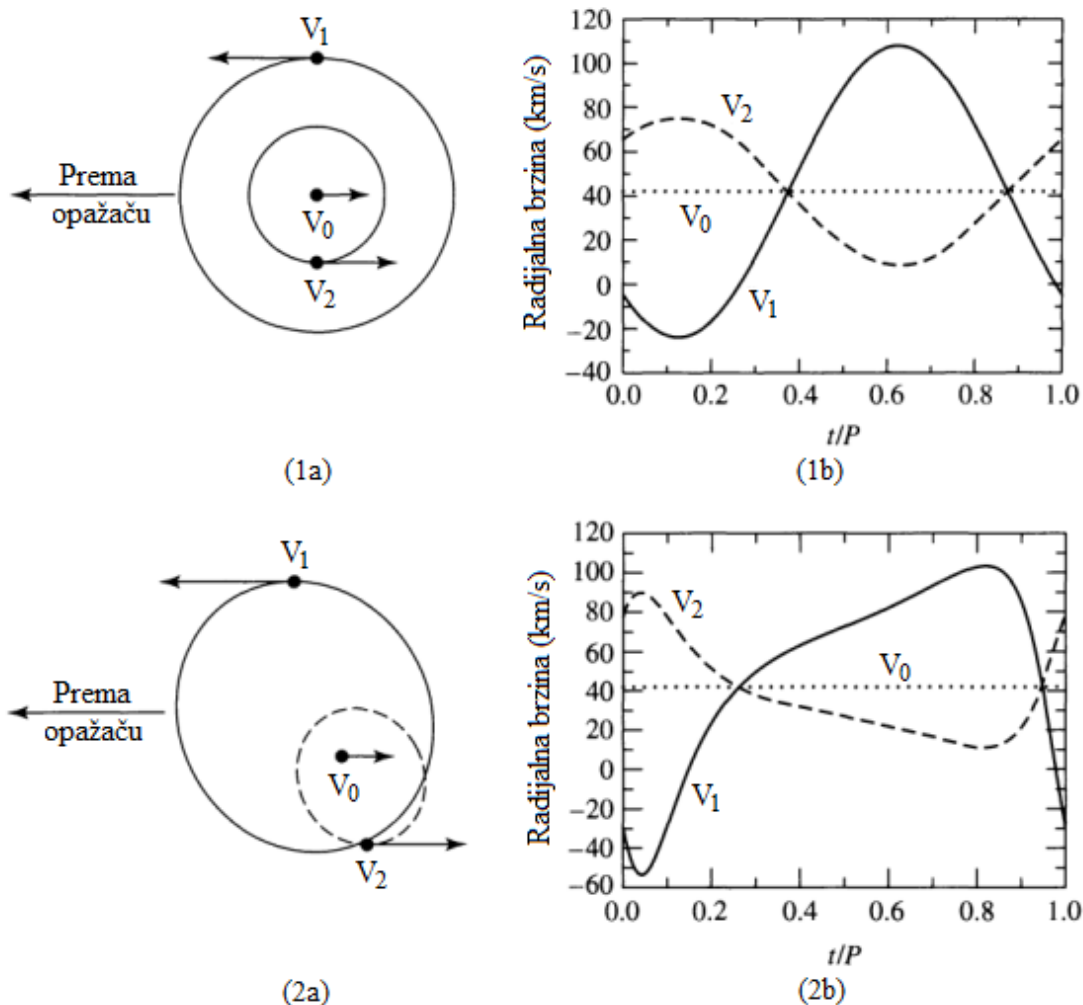 V1
Prema
opažaču
V0
V2
(1a)
Radijalna brzina (km/s)
120
100
80
60
40
20
0
−20
−40
V2
V0
V1
0.0 0.2 0.4 0.6 0.8 1.0
t/P
(1b)
V1
Prema
opažaču
V0
V2
(2a)
Radijalna brzina (km/s)
120
100
80
60
40
20
0
−20
−40
−60
V2
V0
V1
0.0 0.2 0.4 0.6 0.8 1.0
t/P
(2b)